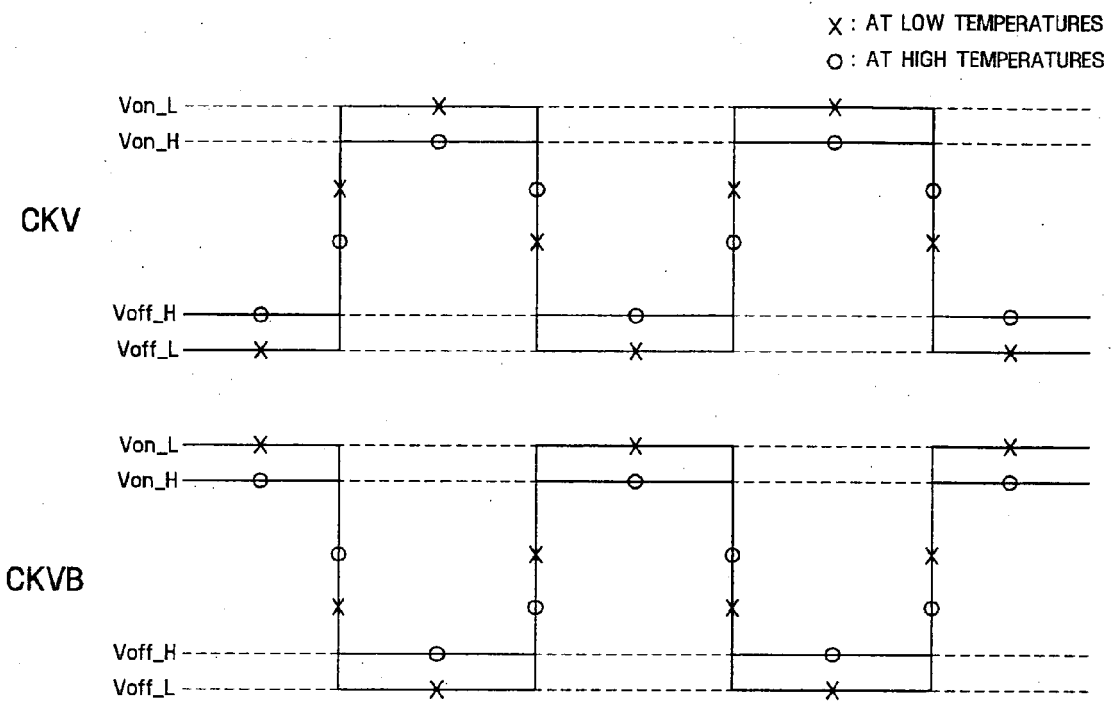 X : AT LOW TEMPERATURES
O : AT HIGH TEMPERATURES
Von_L
Von_H
CKV
Voff_H
Voff_L
Von_L
Von_H
CKVB
Voff_H
Voff_L